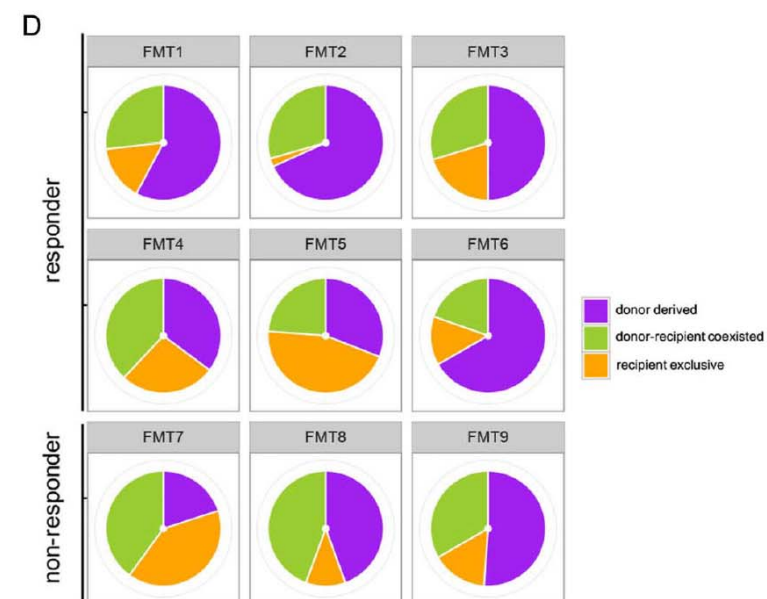 D
FMT1
FMT2
FMT3
responder
FMT4
FMT5
FMT6
donor derived
donor-recipient coexisted
recipient exclusive
non-responder
FMT7
FMT8
FMT9